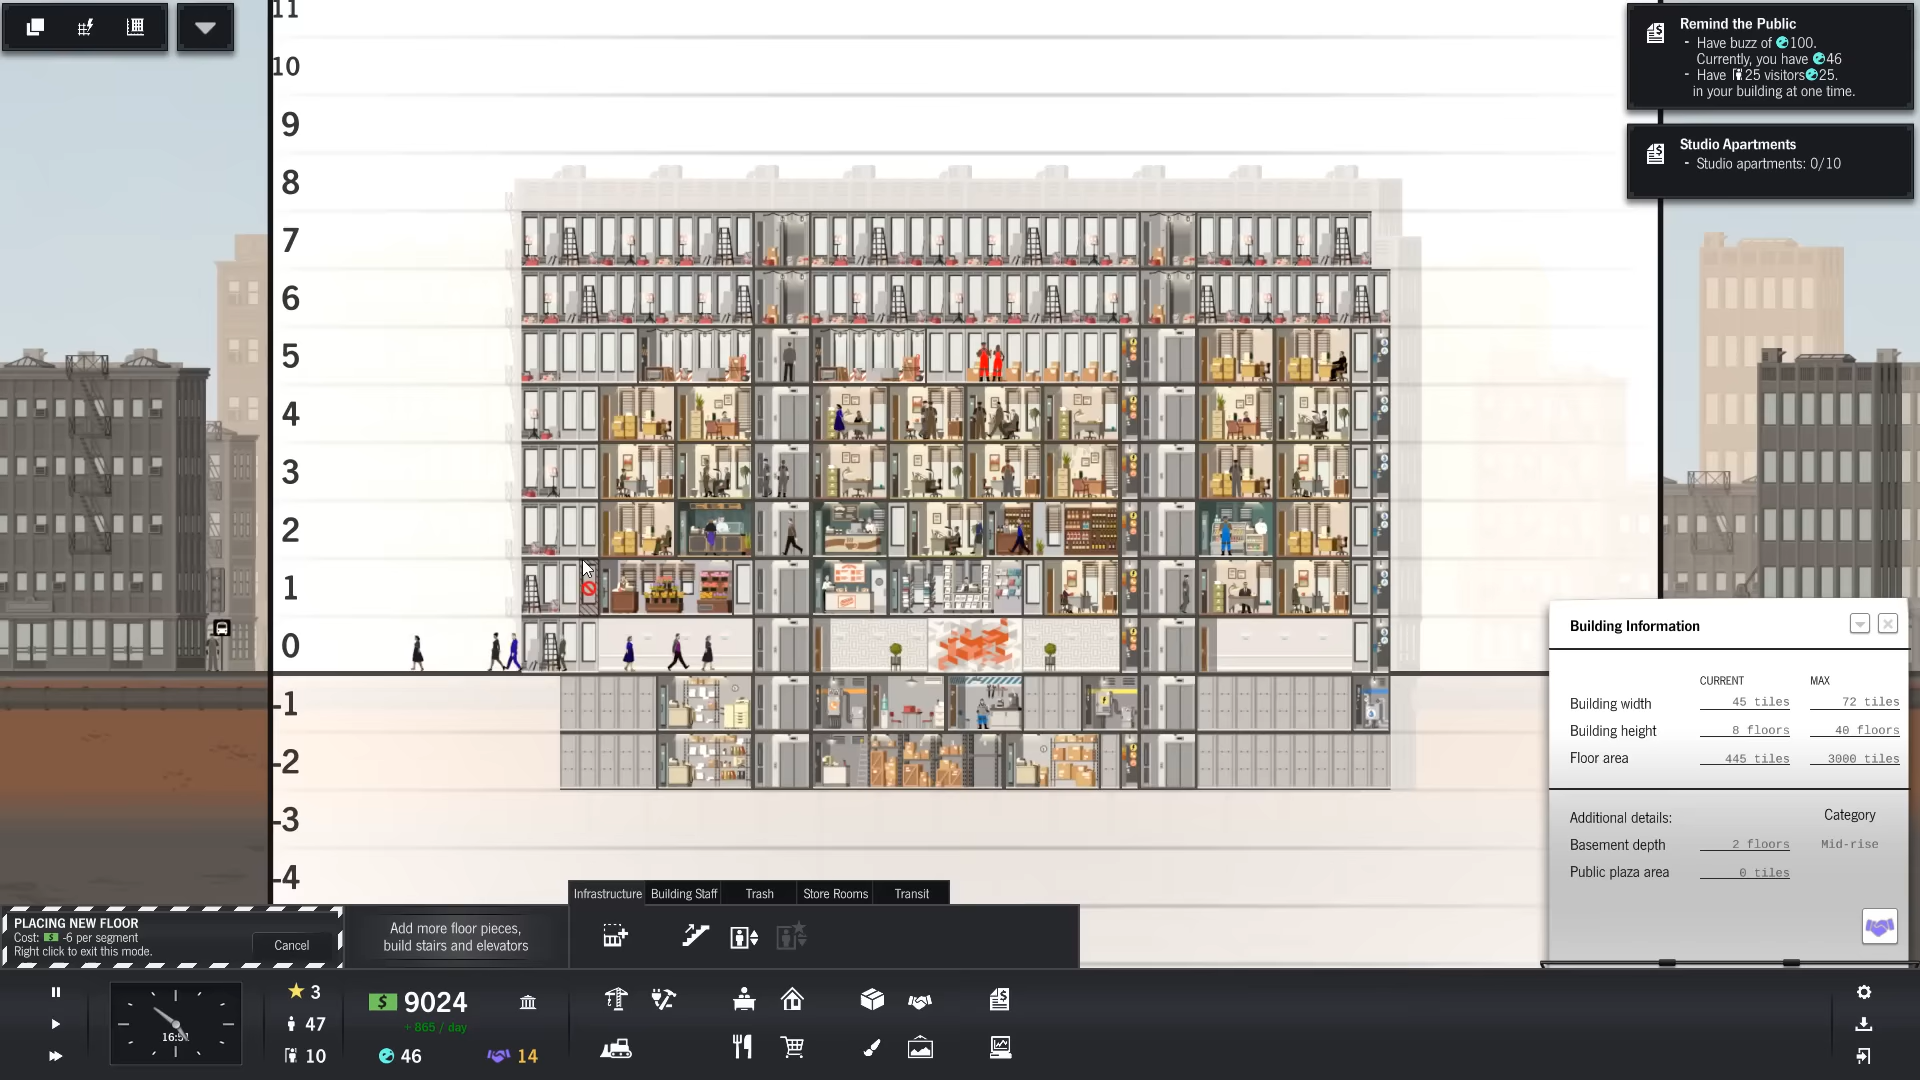 11
10
9
8
7
6
5
4
3
2
1
0
-1
-2
-3
-4
Remind the Public
- Have buzz of 100.
Currently, you have 46
- Have 25 visitors 25.
in your building at one time.
Studio Apartments
- Studio apartments: 0/10
Building Information
CURRENT MAX
Building width 45 tiles 72 tiles
Building height 8 floors 40 floors
Floor area 445 tiles 3000 tiles
Additional details: Category
Basement depth 2 floors Mid-rise
Public plaza area 0 tiles
Infrastructure Building Staff Trash Store Rooms Transit
PLACING NEW FLOOR
Cost: $ -6 per segment
Right click to exit this mode.
Cancel
Add more floor pieces,
build stairs and elevators
3
47
10
$ 9024
+ 865 / day
46
14